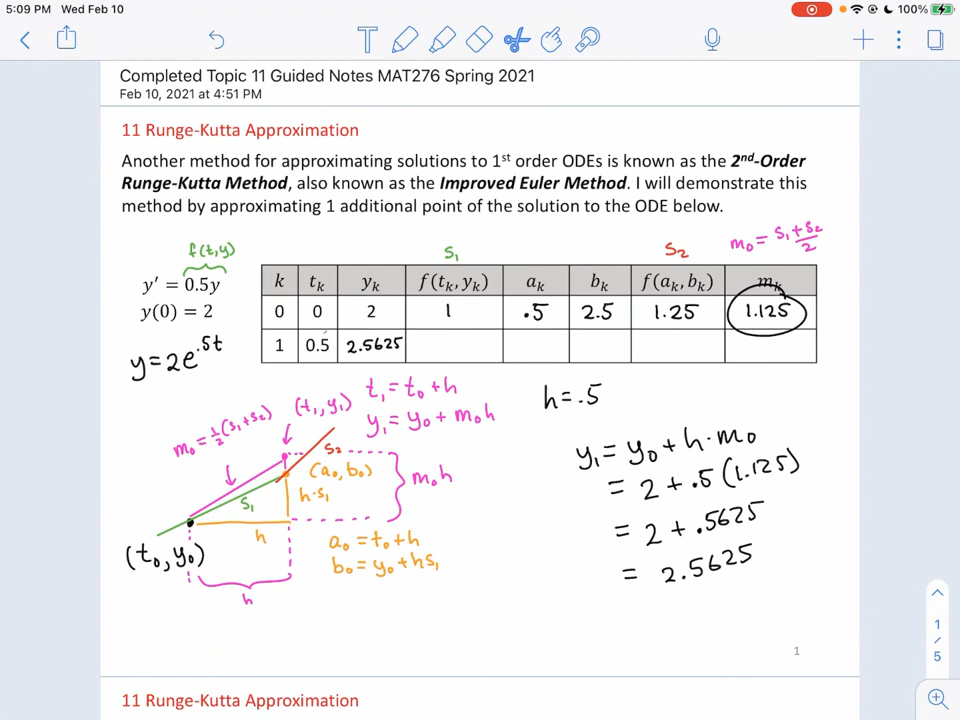 5:09 PM Wed Feb 10
100%
Completed Topic 11 Guided Notes MAT276 Spring 2021
Feb 10, 2021 at 4:51 PM
11 Runge-Kutta Approximation
Another method for approximating solutions to 1st order ODEs is known as the 2nd-Order
Runge-Kutta Method, also known as the Improved Euler Method. I will demonstrate this
method by approximating 1 additional point of the solution to the ODE below.
f(t,y)
y′ = 0.5y
y(0) = 2
y=2e^.5t
S₁
S₂
m₀ = (S₁+S₂)/2
k tₖ yₖ f(tₖ, yₖ) aₖ bₖ f(aₖ, bₖ) mₖ
0 0 2 1 .5 2.5 1.25 1.125
1 0.5 2.5625
m₀ = ½(S₁+S₂)
(t₁, y₁)
t₁ = t₀ + h
y₁ = y₀ + m₀h
S₂
(a₀, b₀)
S₁
h·S₁
m₀h
h
(t₀, y₀)
a₀ = t₀ + h
b₀ = y₀ + hS₁
h
h = .5
y₁ = y₀ + h·m₀
= 2 + .5(1.125)
= 2 + .5625
= 2.5625
1
1
/
5
11 Runge-Kutta Approximation